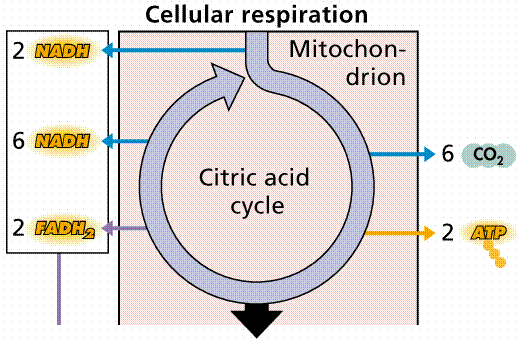 Cellular respiration
2 NADH
Mitochon-
drion
6 NADH
Citric acid
cycle
6 CO2
2 FADH2
2 ATP